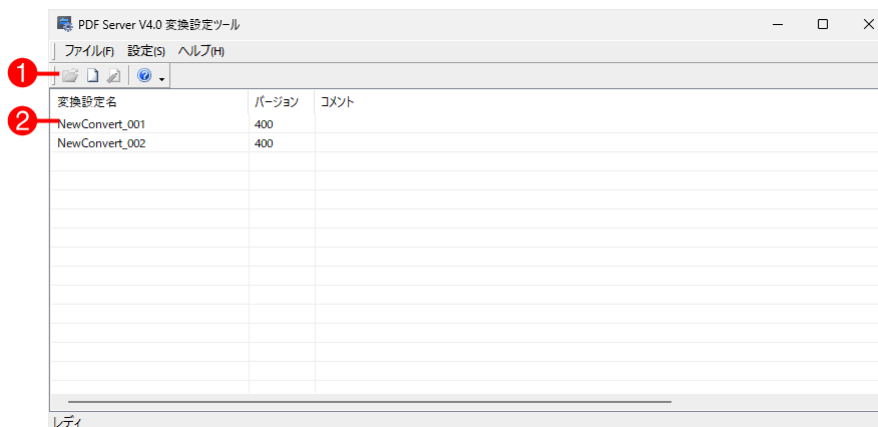 PDF Server V4.0 変換設定ツール
ファイル(F) 設定(S) ヘルプ(H)
1
変換設定名 バージョン コメント
2
NewConvert_001 400
NewConvert_002 400
レディ